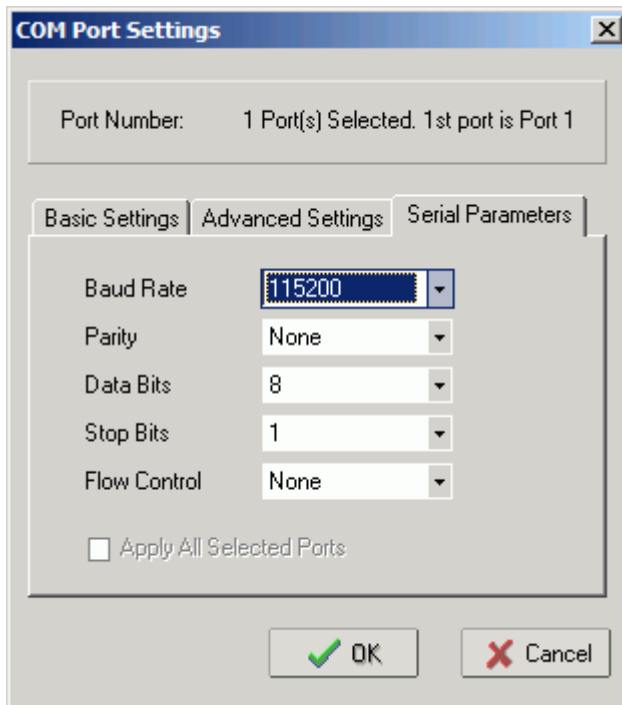 COM Port Settings
Port Number: 1 Port(s) Selected. 1st port is Port 1
Basic Settings Advanced Settings Serial Parameters
Baud Rate 115200
Parity None
Data Bits 8
Stop Bits 1
Flow Control None
Apply All Selected Ports
OK Cancel